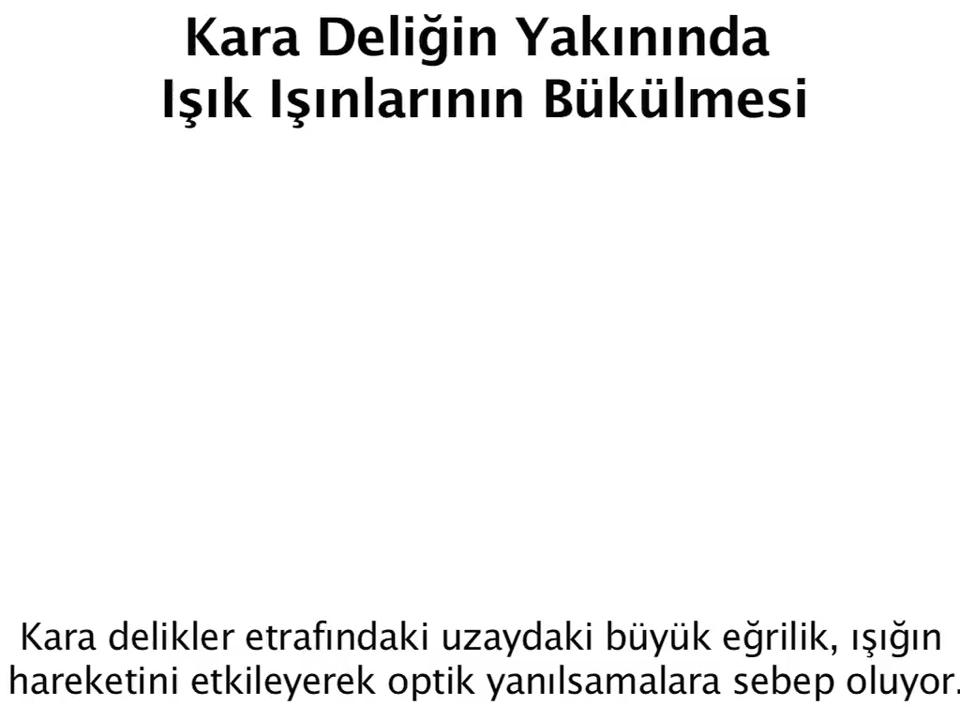 Kara Deliğin Yakınında
Işık Işınlarının Bükülmesi
Kara delikler etrafındaki uzaydaki büyük eğrilik, ışığın
hareketini etkileyerek optik yanılsamalara sebep oluyor.